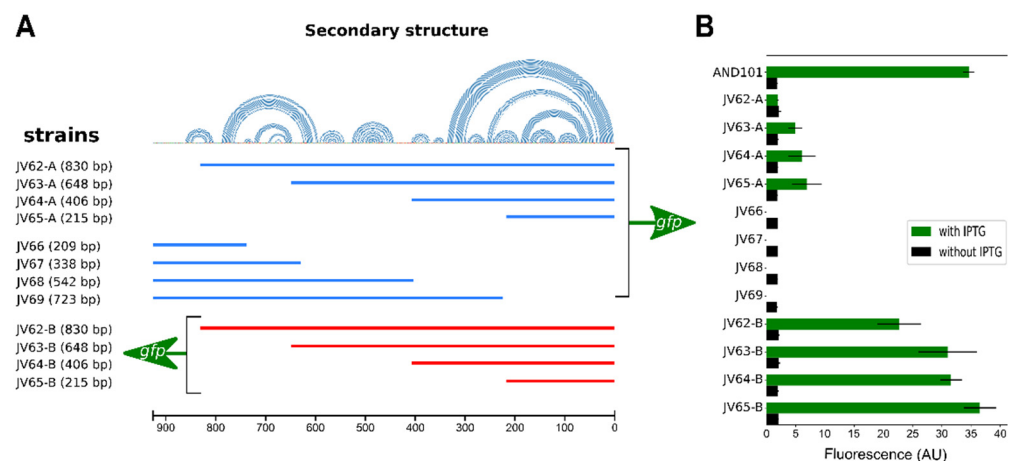 A
Secondary structure
strains
JV62-A (830 bp)
JV63-A (648 bp)
JV64-A (406 bp)
JV65-A (215 bp)
gfp
JV66 (209 bp)
JV67 (338 bp)
JV68 (542 bp)
JV69 (723 bp)
JV62-B (830 bp)
JV63-B (648 bp)
JV64-B (406 bp)
JV65-B (215 bp)
gfp
900 800 700 600 500 400 300 200 100 0
B
AND101
JV62-A
JV63-A
JV64-A
JV65-A
JV66
JV67
JV68
JV69
JV62-B
JV63-B
JV64-B
JV65-B
with IPTG
without IPTG
0 5 10 15 20 25 30 35 40
Fluorescence (AU)